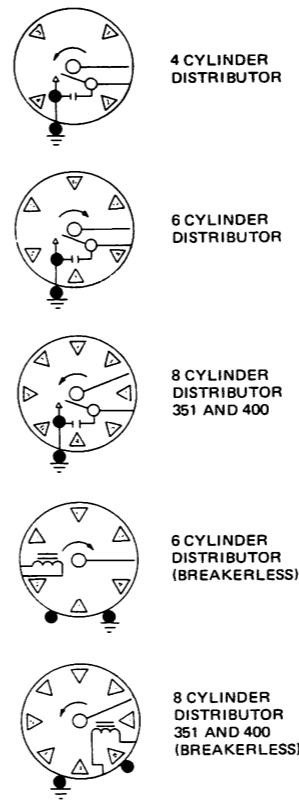 4 CYLINDER
DISTRIBUTOR
6 CYLINDER
DISTRIBUTOR
8 CYLINDER
DISTRIBUTOR
351 AND 400
6 CYLINDER
DISTRIBUTOR
(BREAKERLESS)
8 CYLINDER
DISTRIBUTOR
351 AND 400
(BREAKERLESS)